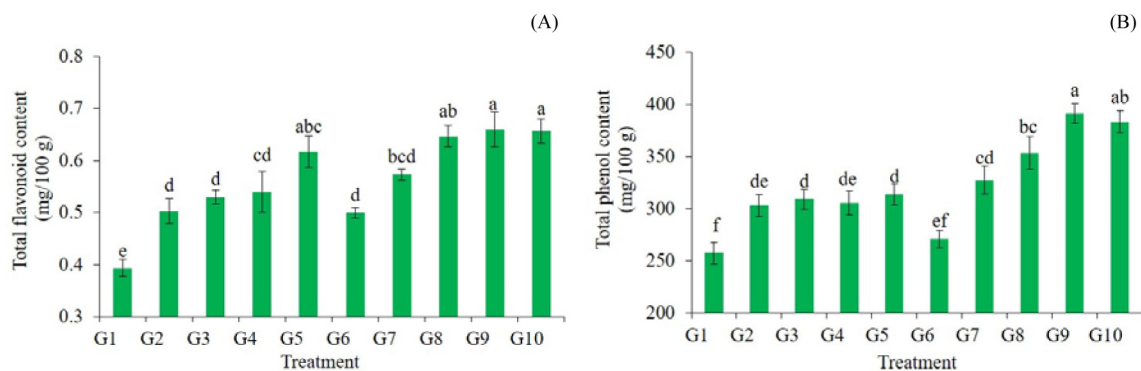 (A)
Total flavonoid content
(mg/100 g)
0.8
0.7
0.6
0.5
0.4
0.3
e
d
d
cd
abc
d
bcd
ab
a
a
G1 G2 G3 G4 G5 G6 G7 G8 G9 G10
Treatment
(B)
Total phenol content
(mg/100 g)
450
400
350
300
250
200
f
de
d
de
d
ef
cd
bc
a
ab
G1 G2 G3 G4 G5 G6 G7 G8 G9 G10
Treatment